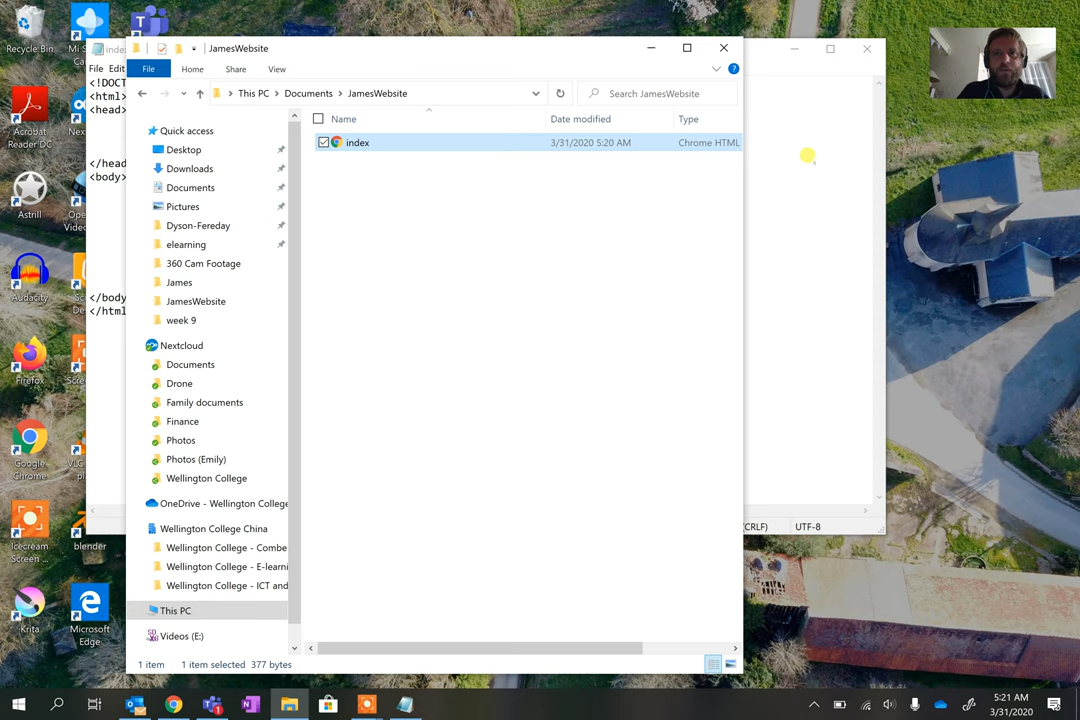 Recycle Bin
Acrobat
Reader DC
Astrill
Audacity
Firefox
Google
Chrome
Icecream
Screen ...
blender
Krita
Microsoft
Edge
index
File Edit
<!DOCT
<html>
<head>
</head
<body>
</body
</html
JamesWebsite
File
Home
Share
View
This PC
Documents
JamesWebsite
Search JamesWebsite
Name
Date modified
Type
index
3/31/2020 5:20 AM
Chrome HTML
Quick access
Desktop
Downloads
Documents
Pictures
Dyson-Fereday
elearning
360 Cam Footage
James
JamesWebsite
week 9
Nextcloud
Documents
Drone
Family documents
Finance
Photos
Photos (Emily)
Wellington College
OneDrive - Wellington College
Wellington College China
Wellington College - Combe
Wellington College - E-learni
Wellington College - ICT and
This PC
Videos (E:)
1 item
1 item selected
377 bytes
(CRLF)
UTF-8
5:21 AM
3/31/2020